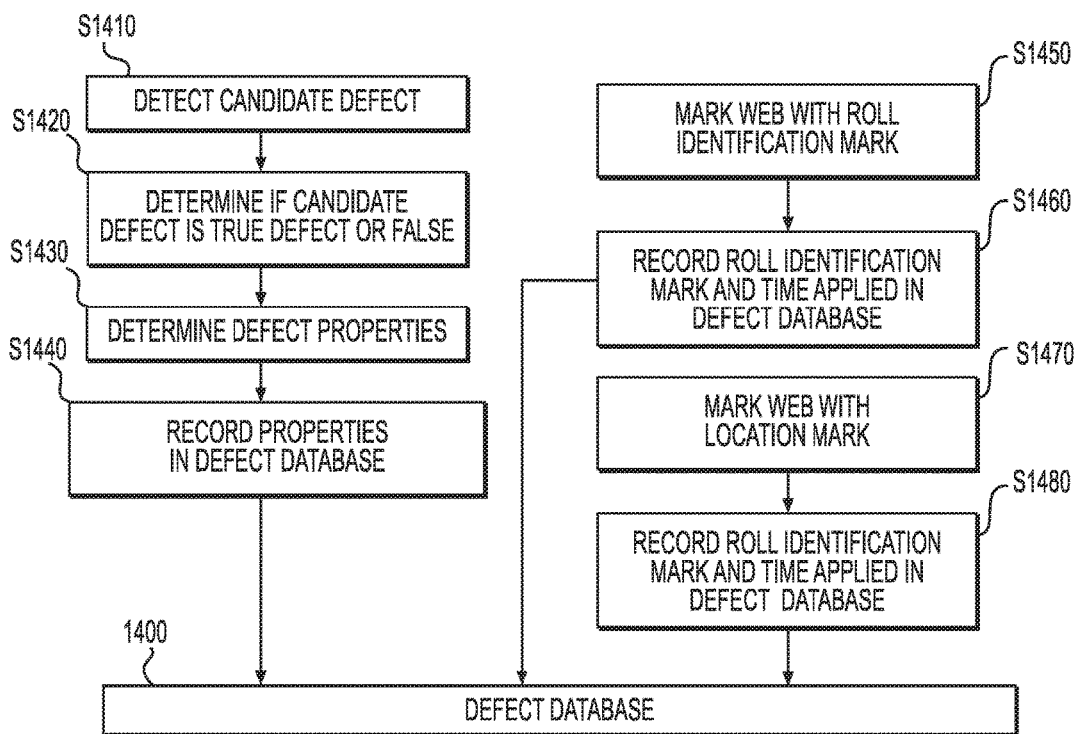 S1410
DETECT CANDIDATE DEFECT
S1420
DETERMINE IF CANDIDATE
DEFECT IS TRUE DEFECT OR FALSE
S1430
DETERMINE DEFECT PROPERTIES
S1440
RECORD PROPERTIES
IN DEFECT DATABASE
S1450
MARK WEB WITH ROLL
IDENTIFICATION MARK
S1460
RECORD ROLL IDENTIFICATION
MARK AND TIME APPLIED IN
DEFECT DATABASE
S1470
MARK WEB WITH
LOCATION MARK
S1480
RECORD ROLL IDENTIFICATION
MARK AND TIME APPLIED IN
DEFECT DATABASE
1400
DEFECT DATABASE